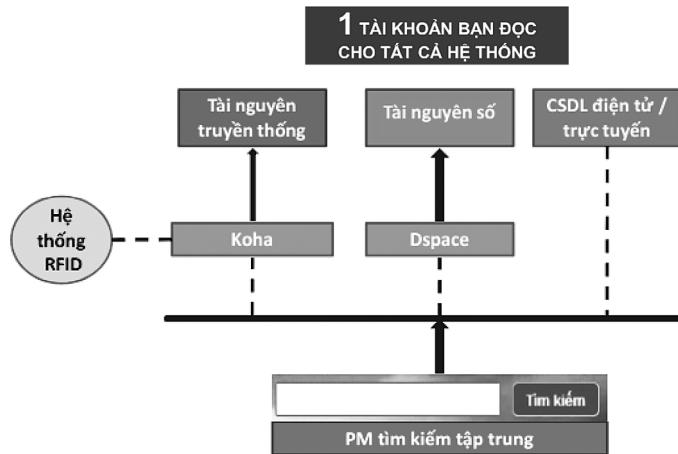 1 TÀI KHOẢN BẠN ĐỌC
CHO TẤT CẢ HỆ THỐNG
Tài nguyên
truyền thống
Tài nguyên số
CSDL điện tử /
trực tuyến
Hệ
thống
RFID
Koha
Dspace
Tìm kiếm
PM tìm kiếm tập trung